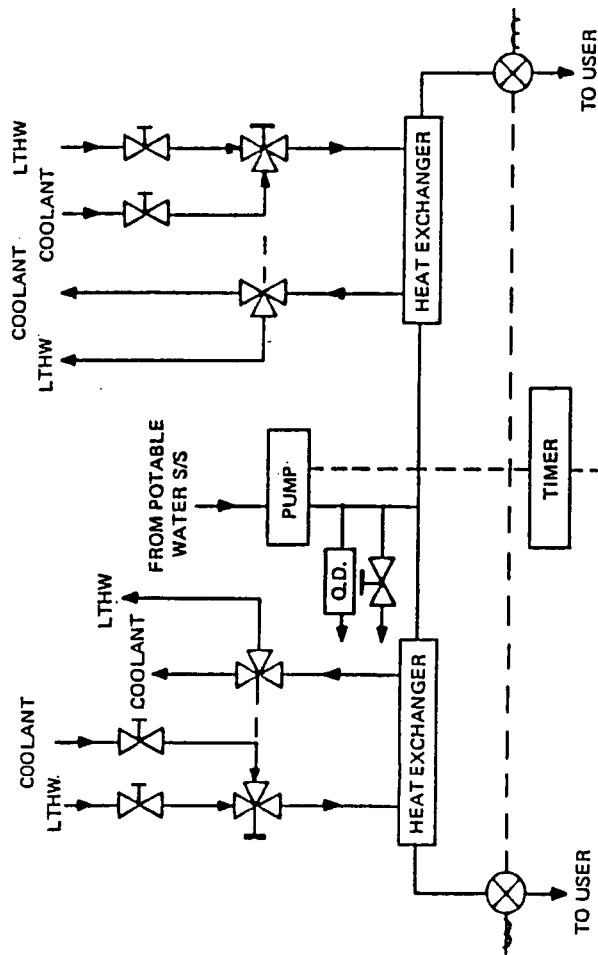 LTHW.
COOLANT
COOLANT
LTHW
FROM POTABLE
WATER S/S
LTHW
COOLANT
COOLANT
LTHW
PUMP
Q.D.
HEAT EXCHANGER
HEAT EXCHANGER
TIMER
TO USER
TO USER